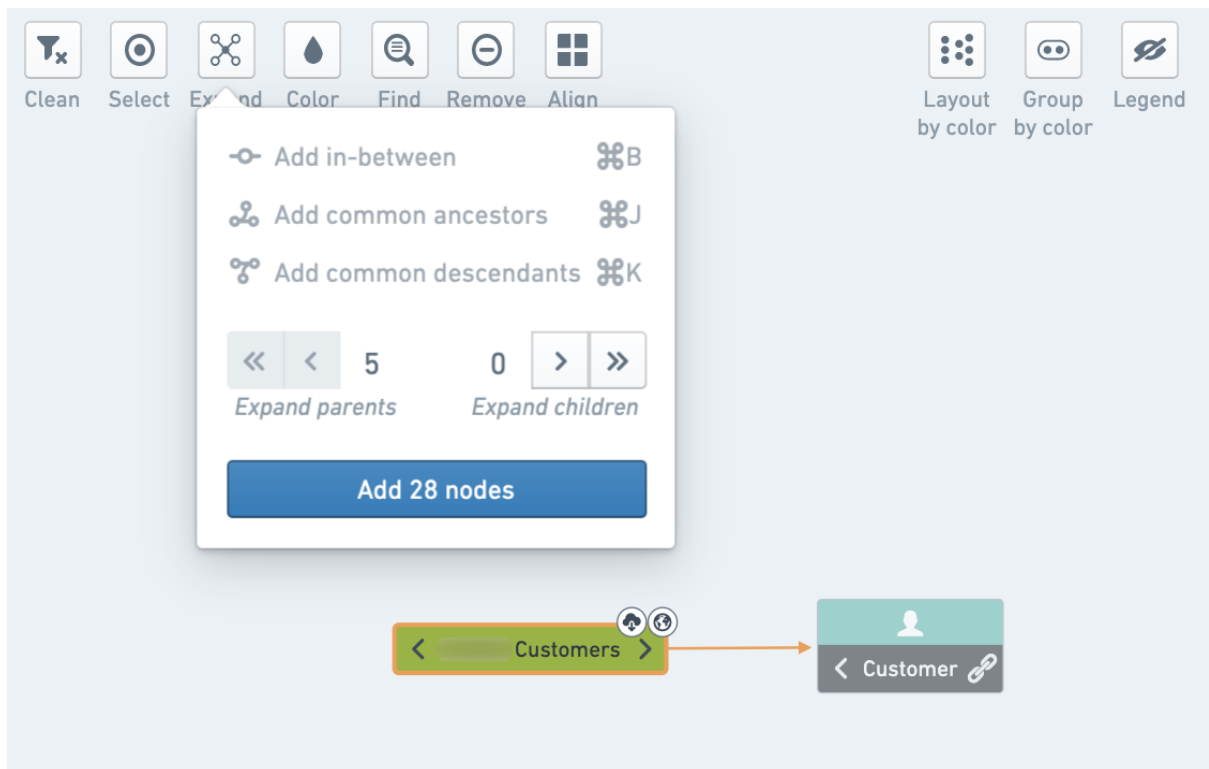 Clean Select Expand Color Find Remove Align
Layout by color Group by color Legend
Add in-between ⌘B
Add common ancestors ⌘J
Add common descendants ⌘K
5 0
Expand parents Expand children
Add 28 nodes
Customers
Customer